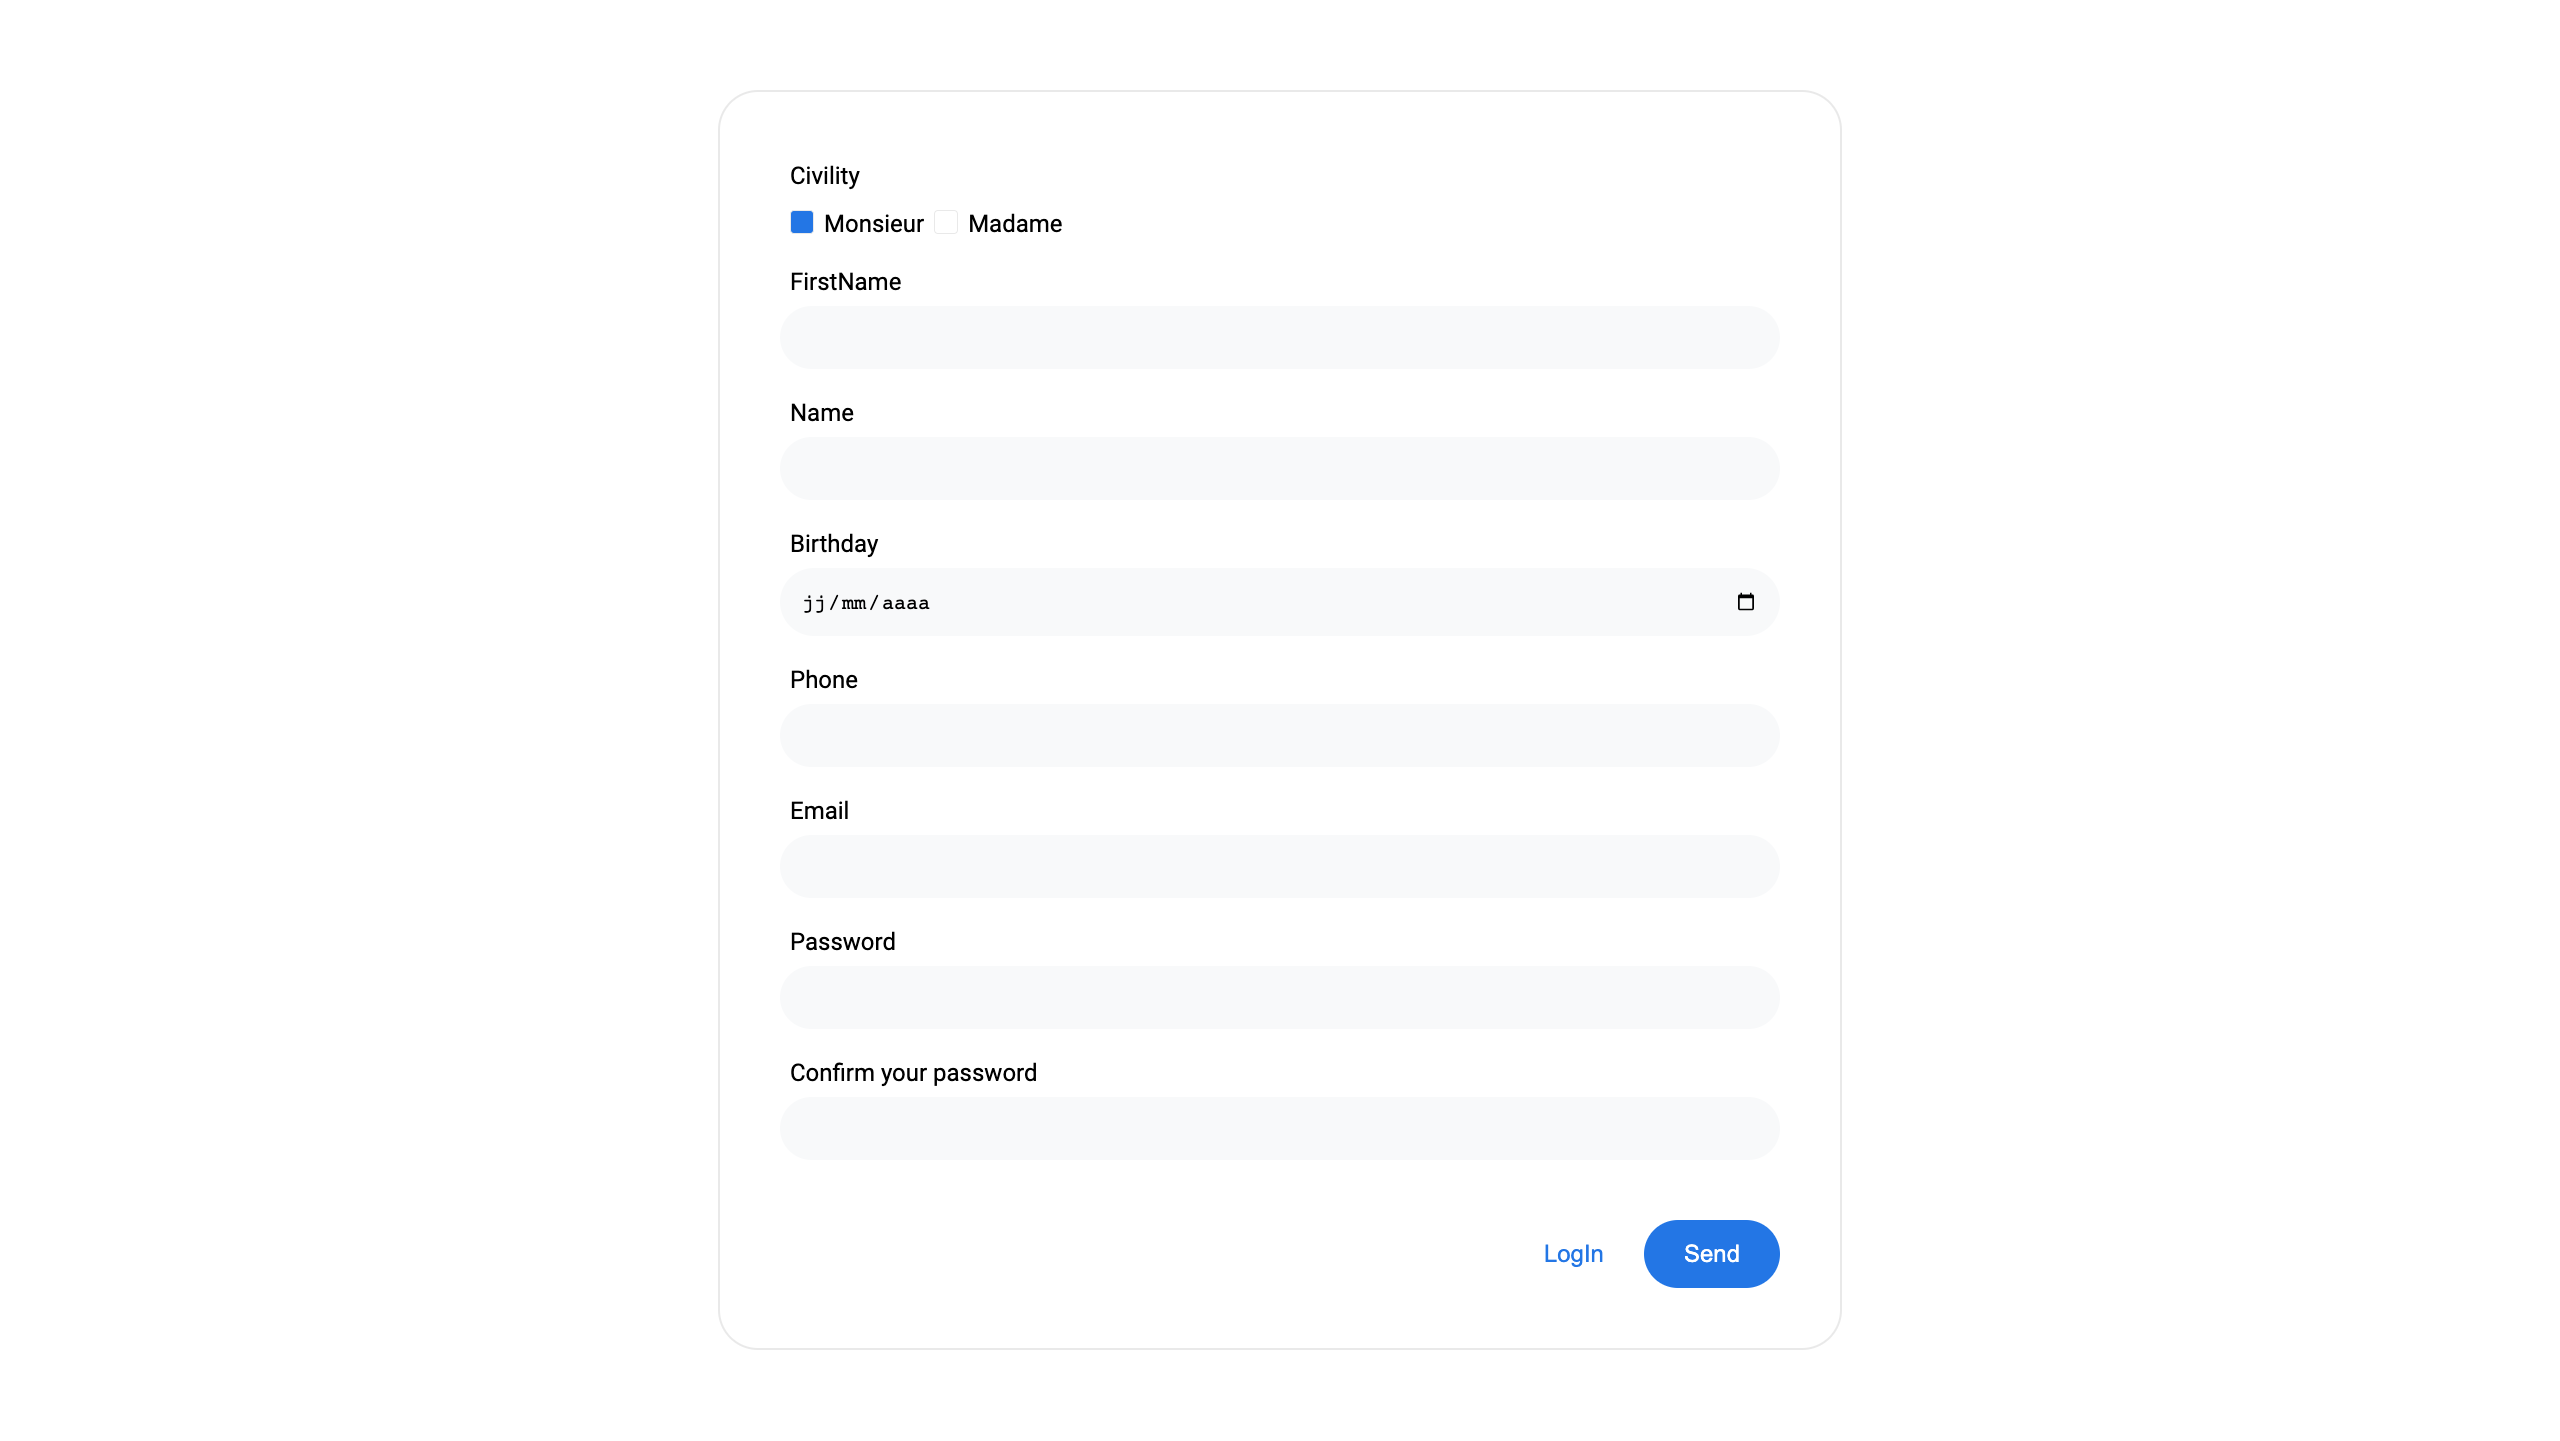 Civility
Monsieur Madame
FirstName
Name
Birthday
jj/mm/aaaa
Phone
Email
Password
Confirm your password
LogIn Send